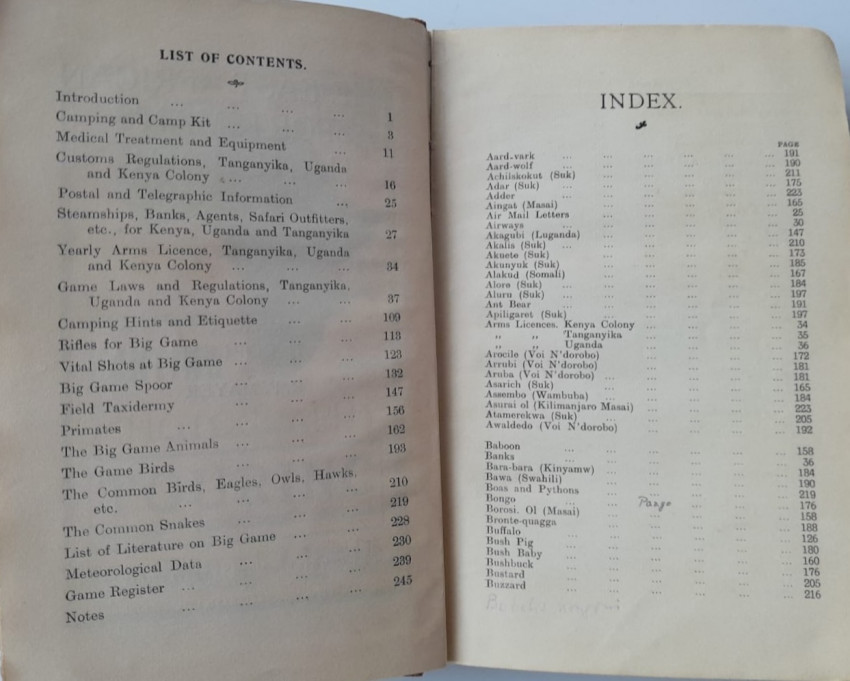 LIST OF CONTENTS.
Introduction ... ... ... ... 1
Camping and Camp Kit ... ... ... 3
Medical Treatment and Equipment ... 11
Customs Regulations, Tanganyika, Uganda
and Kenya Colony ... ... ... 16
Postal and Telegraphic Information ... 25
Steamships, Banks, Agents, Safari Outfitters,
etc., for Kenya, Uganda and Tanganyika 27
Yearly Arms Licence, Tanganyika, Uganda
and Kenya Colony ... ... ... 34
Game Laws and Regulations, Tanganyika,
Uganda and Kenya Colony ... ... 37
Camping Hints and Etiquette ... ... 109
Rifles for Big Game ... ... ... 113
Vital Shots at Big Game ... ... ... 123
Big Game Spoor ... ... ... 132
Field Taxidermy ... ... ... 147
Primates ... ... ... ... 156
The Big Game Animals ... ... ... 162
The Game Birds ... ... ... 193
The Common Birds, Eagles, Owls, Hawks,
etc. ... ... ... 210
The Common Snakes ... ... ... 219
List of Literature on Big Game ... ... 228
Meteorological Data ... ... ... 230
Game Register ... ... ... ... 239
Notes ... ... ... ... 245
INDEX.
PAGE
Aard-vark ... ... ... ... ... ... 191
Aard-wolf ... ... ... ... ... ... 190
Achilskokut (Suk) ... ... ... ... ... 211
Adar (Suk) ... ... ... ... ... ... 175
Adder ... ... ... ... ... ... 223
Aingat (Masai) ... ... ... ... ... 165
Air Mail Letters ... ... ... ... ... 25
Airways ... ... ... ... ... ... 30
Akagubi (Luganda) ... ... ... ... ... 147
Akalis (Suk) ... ... ... ... ... ... 210
Akuete (Suk) ... ... ... ... ... ... 173
Akunyuk (Suk) ... ... ... ... ... 185
Alakud (Somali) ... ... ... ... ... 167
Alore (Suk) ... ... ... ... ... ... 184
Aluru (Suk) ... ... ... ... ... ... 197
Ant Bear ... ... ... ... ... ... 191
Apiligaret (Suk) ... ... ... ... ... 197
Arms Licences, Kenya Colony ... ... ... ... 34
„ „ Tanganyika ... ... ... ... 35
„ „ Uganda ... ... ... ... 36
Arocile (Voi N'dorobo) ... ... ... ... 172
Arrubi (Voi N'dorobo) ... ... ... ... 181
Aruba (Voi N'dorobo) ... ... ... ... ... 181
Asarich (Suk) ... ... ... ... ... 165
Assembo (Wambuba) ... ... ... ... ... 184
Asurai ol (Kilimanjaro Masai) ... ... ... ... 223
Atamerekwa (Suk) ... ... ... ... ... 205
Awaldedo (Voi N'dorobo) ... ... ... ... 192
Baboon ... ... ... ... ... ... 158
Banks ... ... ... ... ... ... 36
Bara-bara (Kinyamw) ... ... ... ... ... 184
Bawa (Swahili) ... ... ... ... ... 190
Boas and Pythons ... ... ... ... ... 219
Bongo ... ... ... ... ... 176
Borosi. Ol (Masai) ... ... ... ... ... 158
Bronte-quagga ... ... ... ... ... 188
Buffalo ... ... ... ... ... ... 126
Bush Pig ... ... ... ... ... ... 180
Bush Baby ... ... ... ... ... ... 160
Bushbuck ... ... ... ... ... ... 176
Bustard ... ... ... ... ... ... 205
Buzzard ... ... ... ... ... ... 216